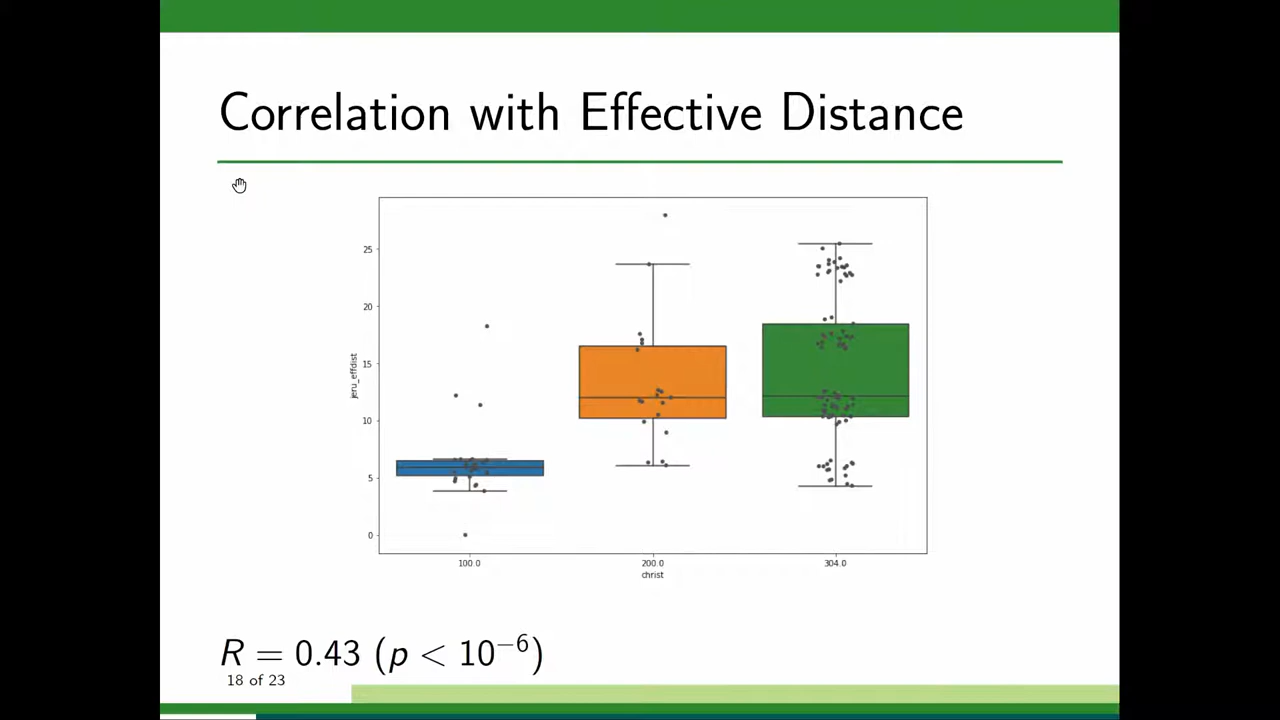 Correlation with Effective Distance
25
20
15
10
5
0
jeru_effdist
100.0
200.0
304.0
christ
R = 0.43 (p < 10⁻⁶)
18 of 23